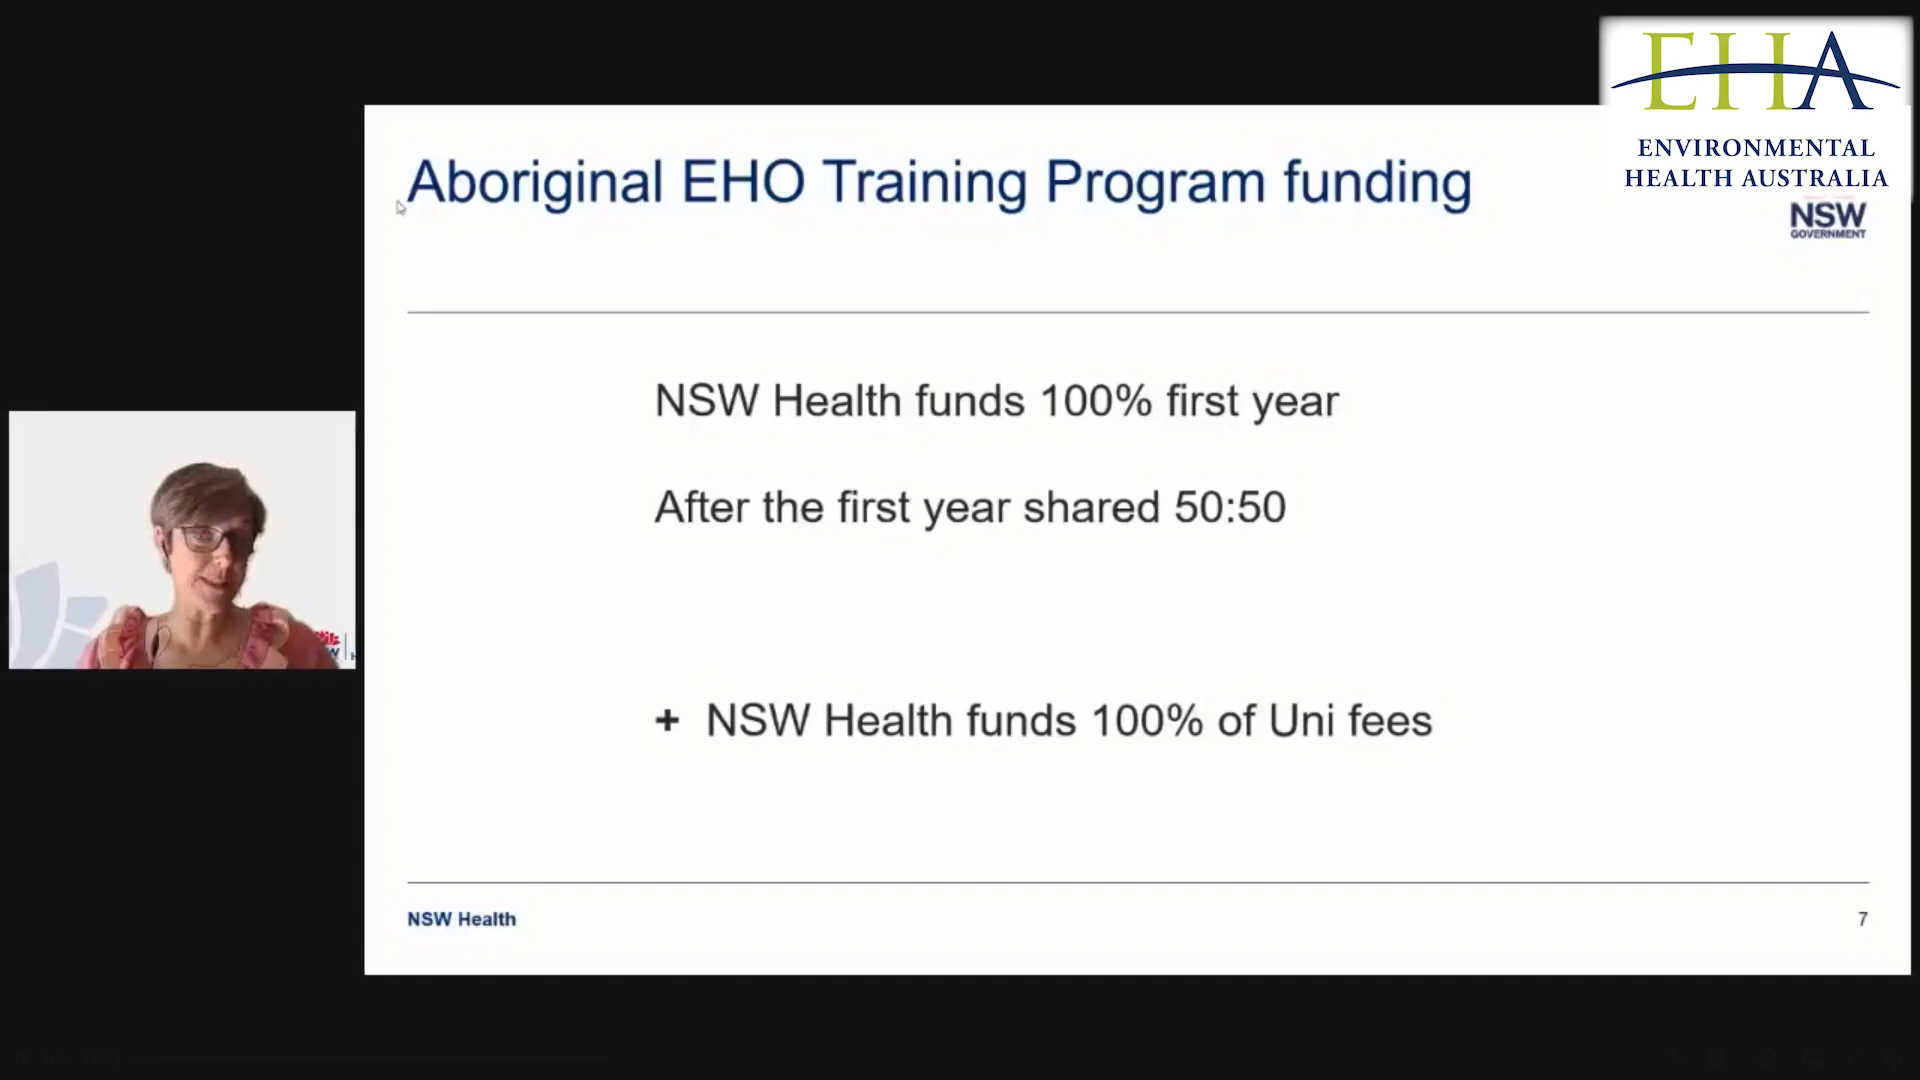 EHA
ENVIRONMENTAL
HEALTH AUSTRALIA
Aboriginal EHO Training Program funding
NSW
GOVERNMENT
NSW Health funds 100% first year
After the first year shared 50:50
+ NSW Health funds 100% of Uni fees
NSW Health
7